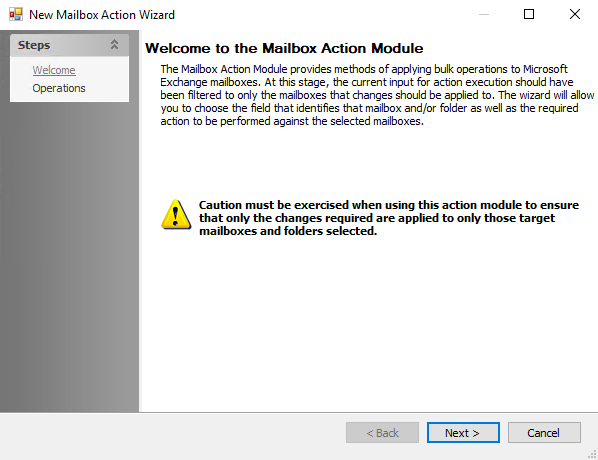 New Mailbox Action Wizard
Steps
Welcome
Operations
Welcome to the Mailbox Action Module
The Mailbox Action Module provides methods of applying bulk operations to Microsoft
Exchange mailboxes. At this stage, the current input for action execution should have
been filtered to only the mailboxes that changes should be applied to. The wizard will allow
you to choose the field that identifies that mailbox and/or folder as well as the required
action to be performed against the selected mailboxes.
Caution must be exercised when using this action module to ensure
that only the changes required are applied to only those target
mailboxes and folders selected.
< Back
Next >
Cancel